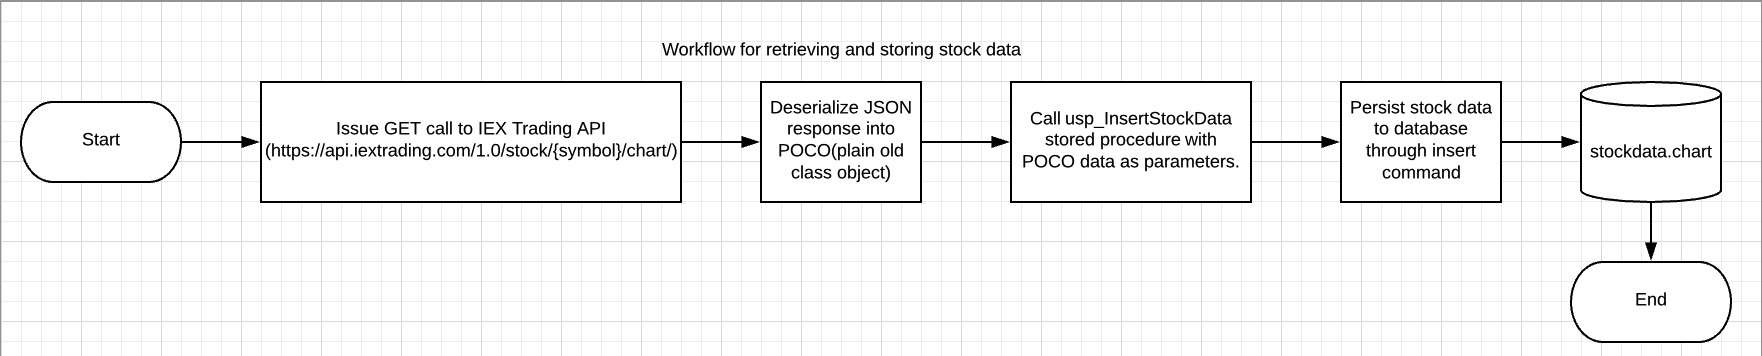 Workflow for retrieving and storing stock data
Start
Issue GET call to IEX Trading API
(https://api.iextrading.com/1.0/stock/{symbol}/chart/)
Deserialize JSON
response into
POCO(plain old
class object)
Call usp_InsertStockData
stored procedure with
POCO data as parameters.
Persist stock data
to database
through insert
command
stockdata.chart
End